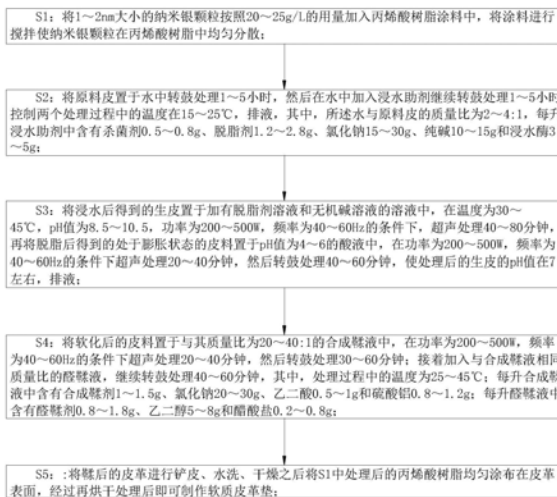 S1：将1～2nm大小的纳米银颗粒按照20～25g/L的用量加入丙烯酸树脂涂料中，将涂料进行
搅拌使纳米银颗粒在丙烯酸树脂中均匀分散；
S2：将原料皮置于水中转鼓处理1～5小时，然后在水中加入浸水助剂继续转鼓处理1～5小时
控制两个处理过程中的温度在15～25℃，排液，其中，所述水与原料皮的质量比为2～4:1，每升
浸水助剂中含有杀菌剂0.5～0.8g、脱脂剂1.2～2.8g、氯化钠15～30g、纯碱10～15g和浸水酶3
～5g；
S3：将浸水后得到的生皮置于加有脱脂剂溶液和无机碱溶液的溶液中，在温度为30～
45℃，pH值为8.5～10.5，功率为200～500W，频率为40～60Hz的条件下，超声处理40～80分钟，
再将脱脂后得到的处于膨胀状态的皮料置于pH值为4～6的酸液中，在功率为200～500W，频率为
40～60Hz的条件下超声处理20～40分钟，然后转鼓处理40～60分钟，使处理后的生皮的pH值在7
左右，排液；
S4：将软化后的皮料置于与其质量比为20～40:1的合成鞣液中，在功率为200～500W，频率
为40～60Hz的条件下超声处理20～40分钟，然后转鼓处理30～60分钟；接着加入与合成鞣液相同
质量比的醛鞣液，继续转鼓处理40～60分钟，其中，处理过程中的温度为25～45℃；每升合成鞣
液中含有合成鞣剂1～1.5g、氯化钠20～30g、乙二酸0.5～1g和硫酸铝0.8～1.2g；每升醛鞣液中
含有醛鞣剂0.8～1.8g、乙二醇5～8g和醋酸盐0.2～0.8g；
S5：:将鞣后的皮革进行铲皮、水洗、干燥之后将S1中处理后的丙烯酸树脂均匀涂布在皮革
表面，经过再烘干处理后即可制作软质皮革垫；